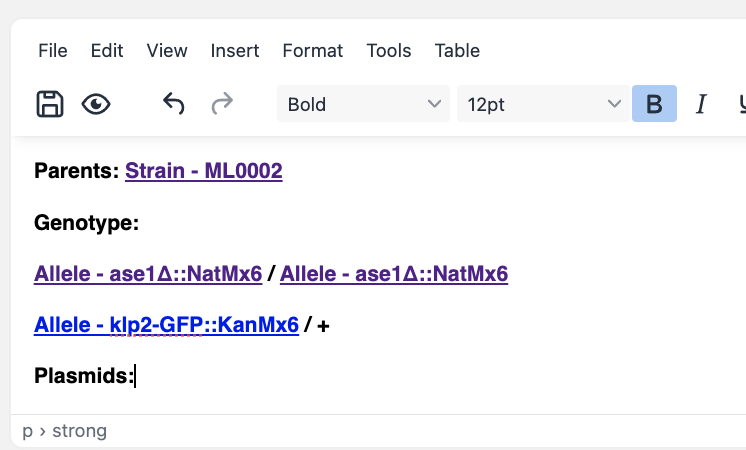 File Edit View Insert Format Tools Table
Bold 12pt B I
Parents: Strain - ML0002
Genotype:
Allele - ase1Δ::NatMx6 / Allele - ase1Δ::NatMx6
Allele - klp2-GFP::KanMx6 / +
Plasmids:
p › strong